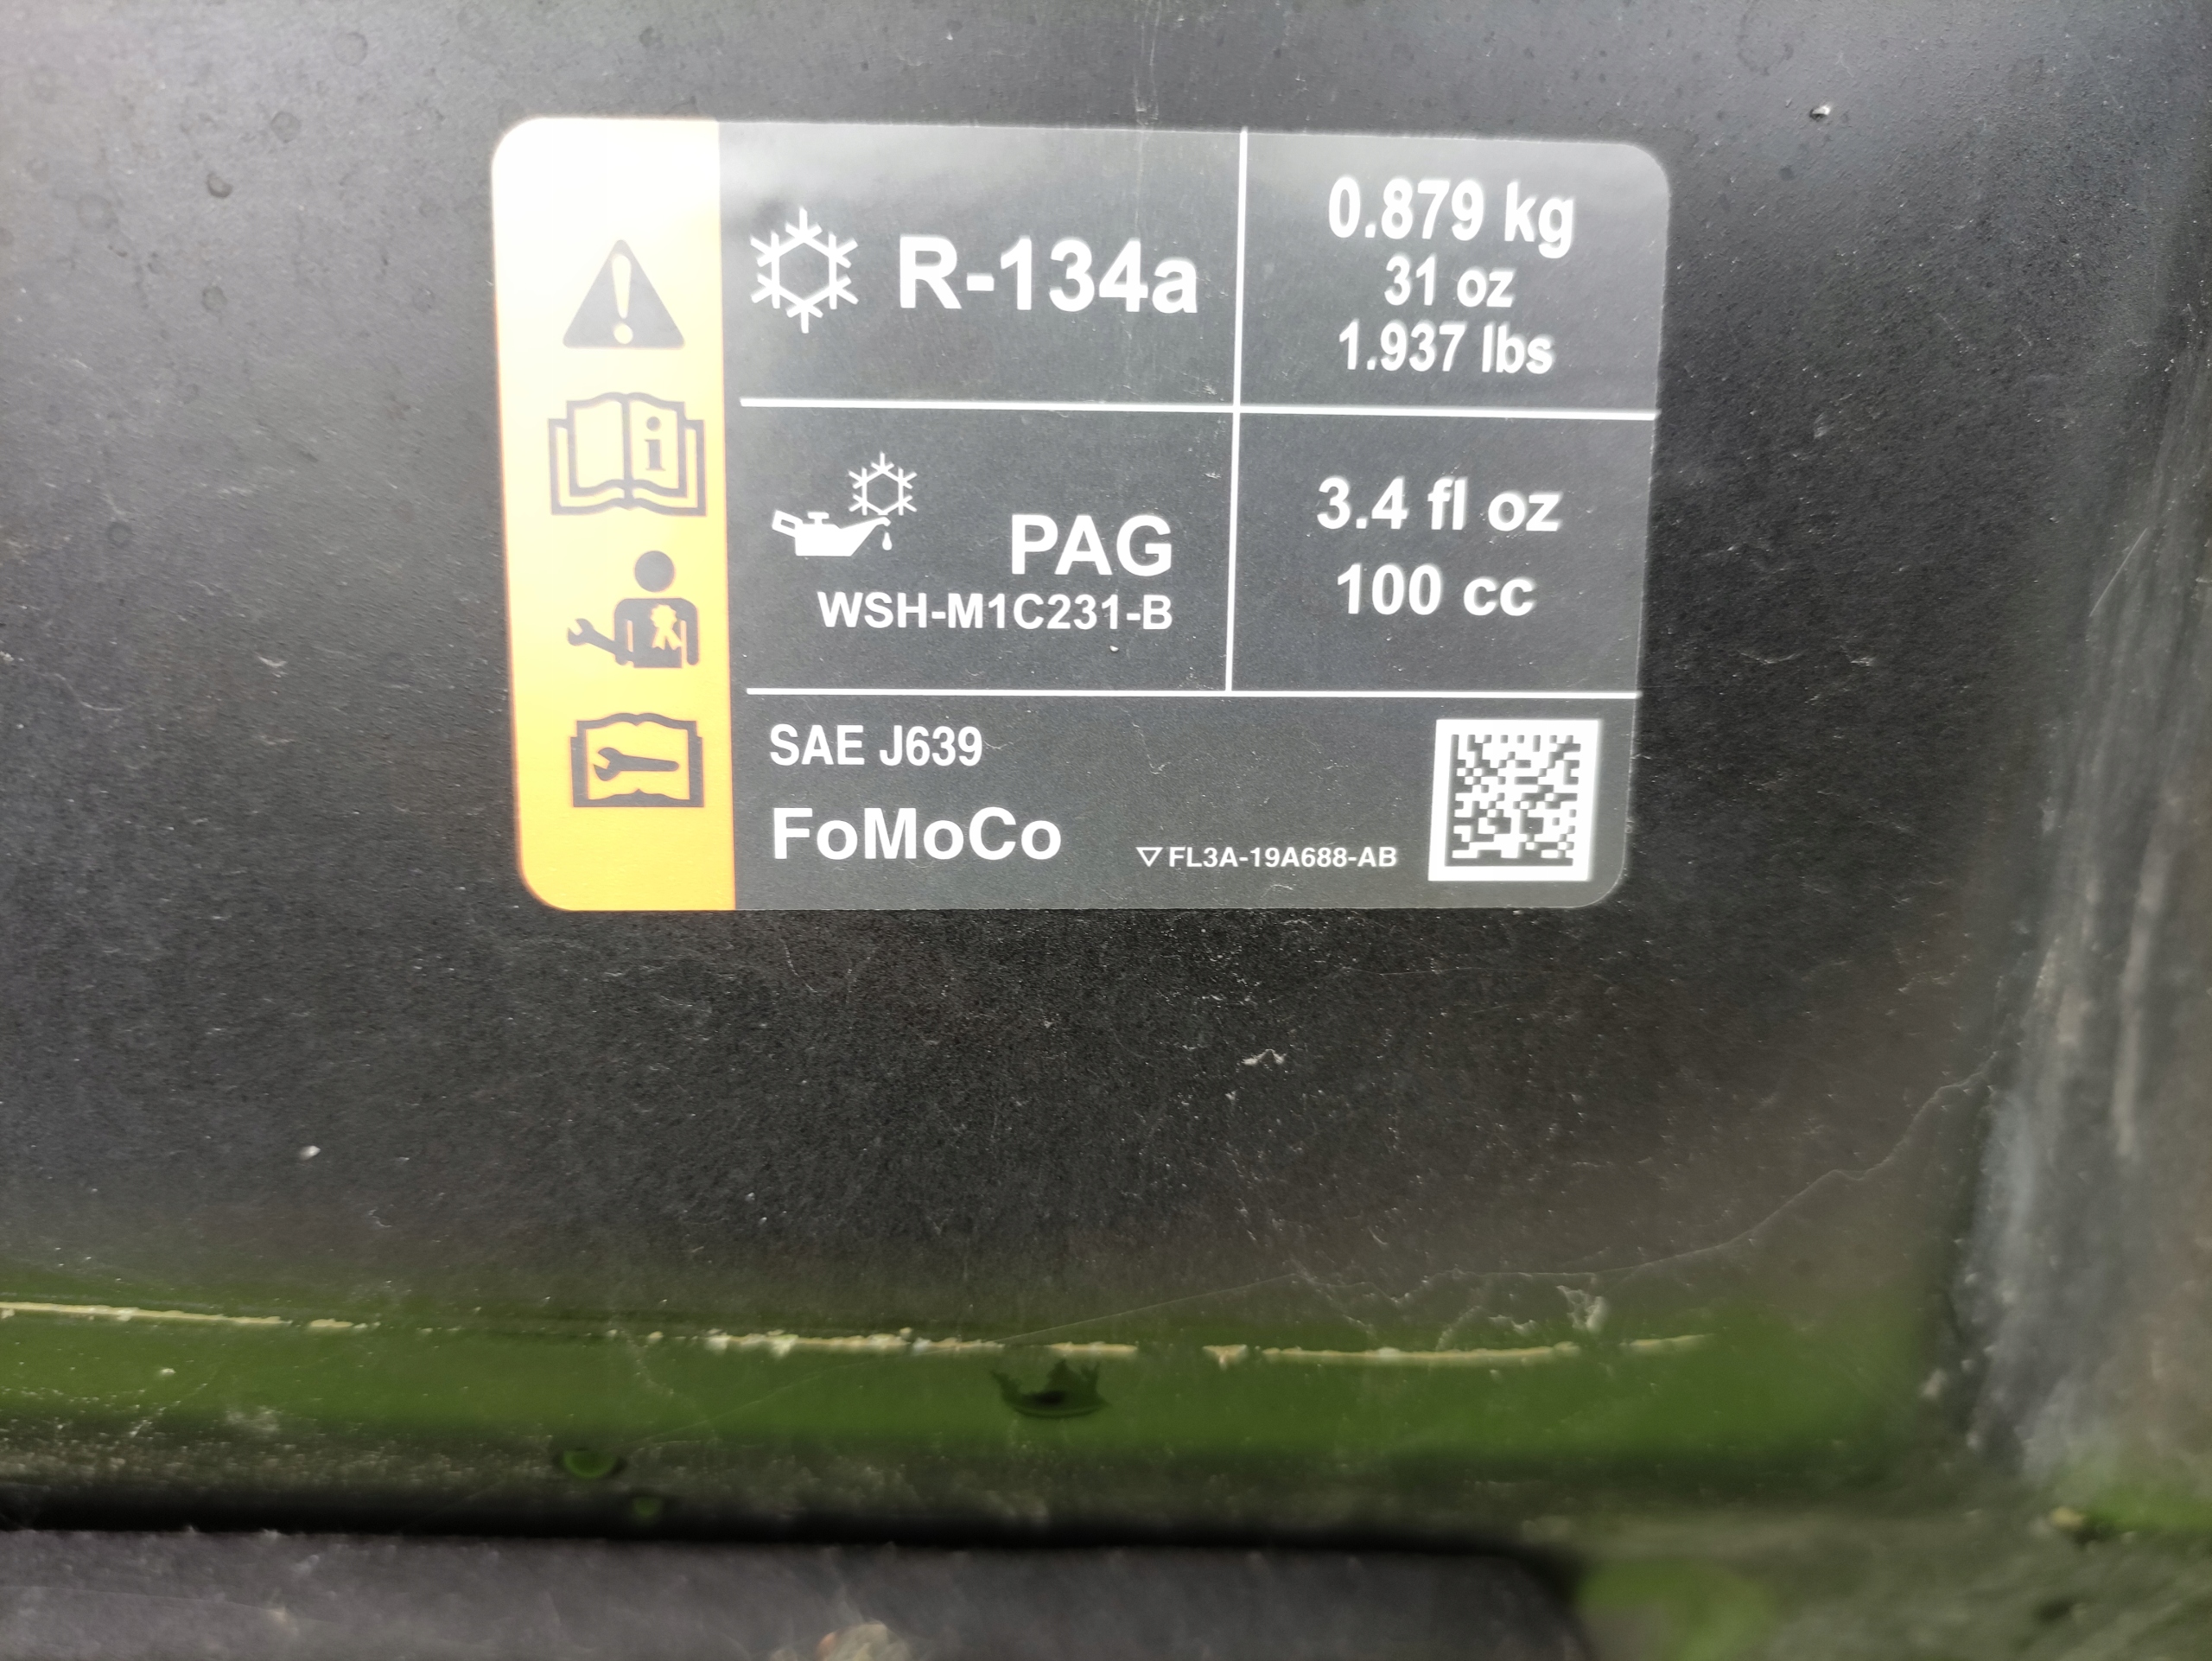 R-134a
0.879 kg
31 oz
1.937 lbs
PAG
WSH-M1C231-B
3.4 fl oz
100 cc
SAE J639
FoMoCo
FL3A-19A688-AB